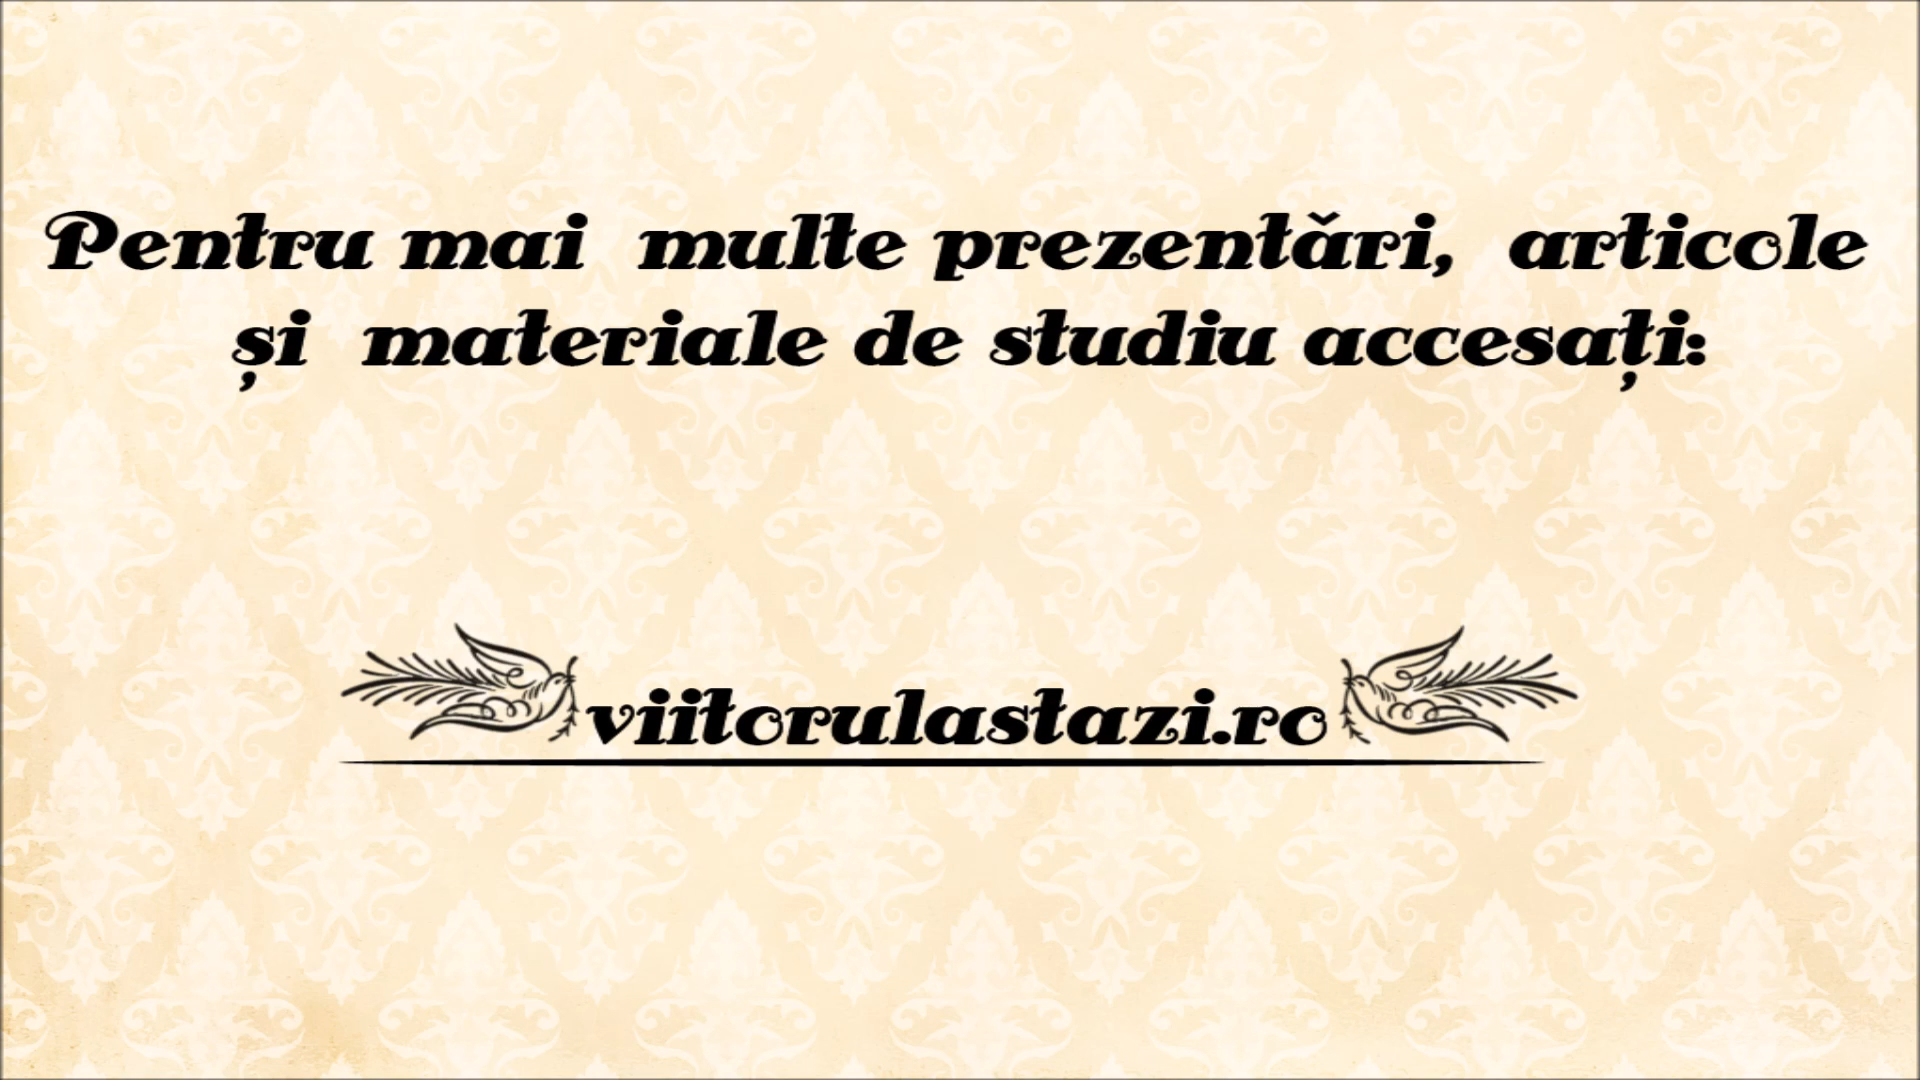 Pentru mai multe prezentări, articole
și materiale de studiu accesați:
viitorulastazi.ro